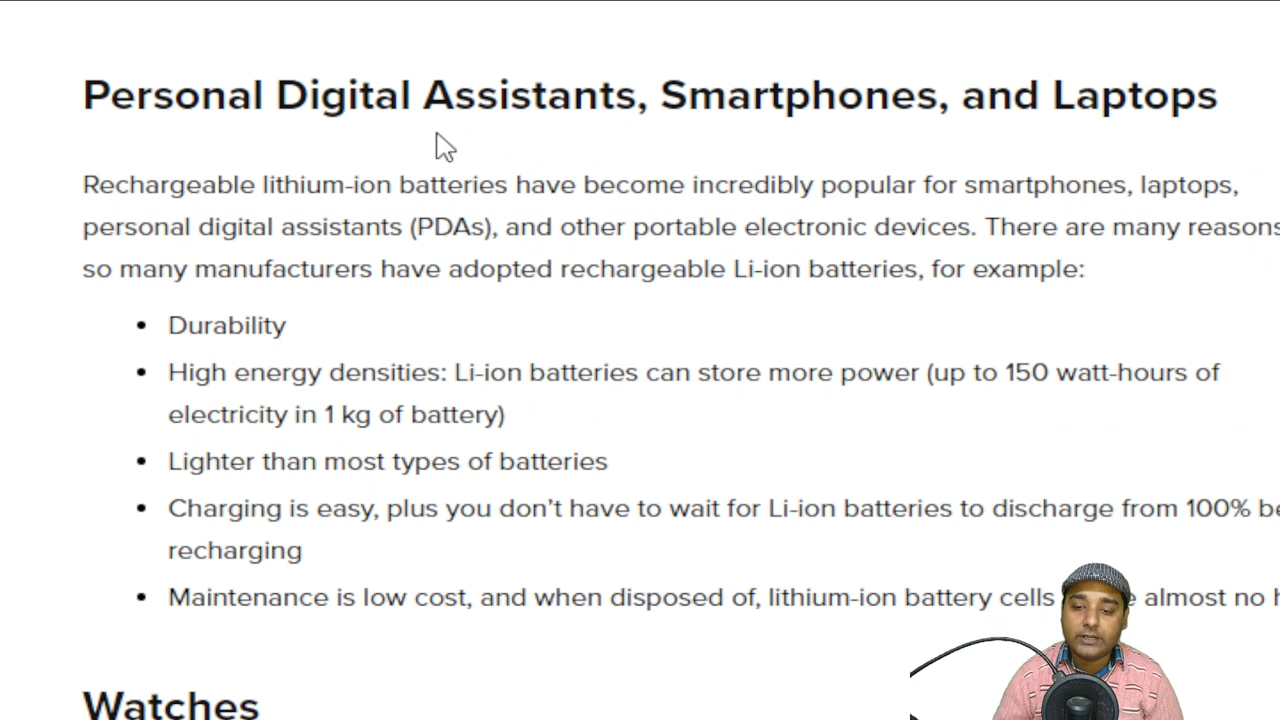 Personal Digital Assistants, Smartphones, and Laptops
Rechargeable lithium-ion batteries have become incredibly popular for smartphones, laptops,
personal digital assistants (PDAs), and other portable electronic devices. There are many reasons
so many manufacturers have adopted rechargeable Li-ion batteries, for example:
• Durability
• High energy densities: Li-ion batteries can store more power (up to 150 watt-hours of
electricity in 1 kg of battery)
• Lighter than most types of batteries
• Charging is easy, plus you don’t have to wait for Li-ion batteries to discharge from 100%
recharging
• Maintenance is low cost, and when disposed of, lithium-ion battery cells almost no
Watches